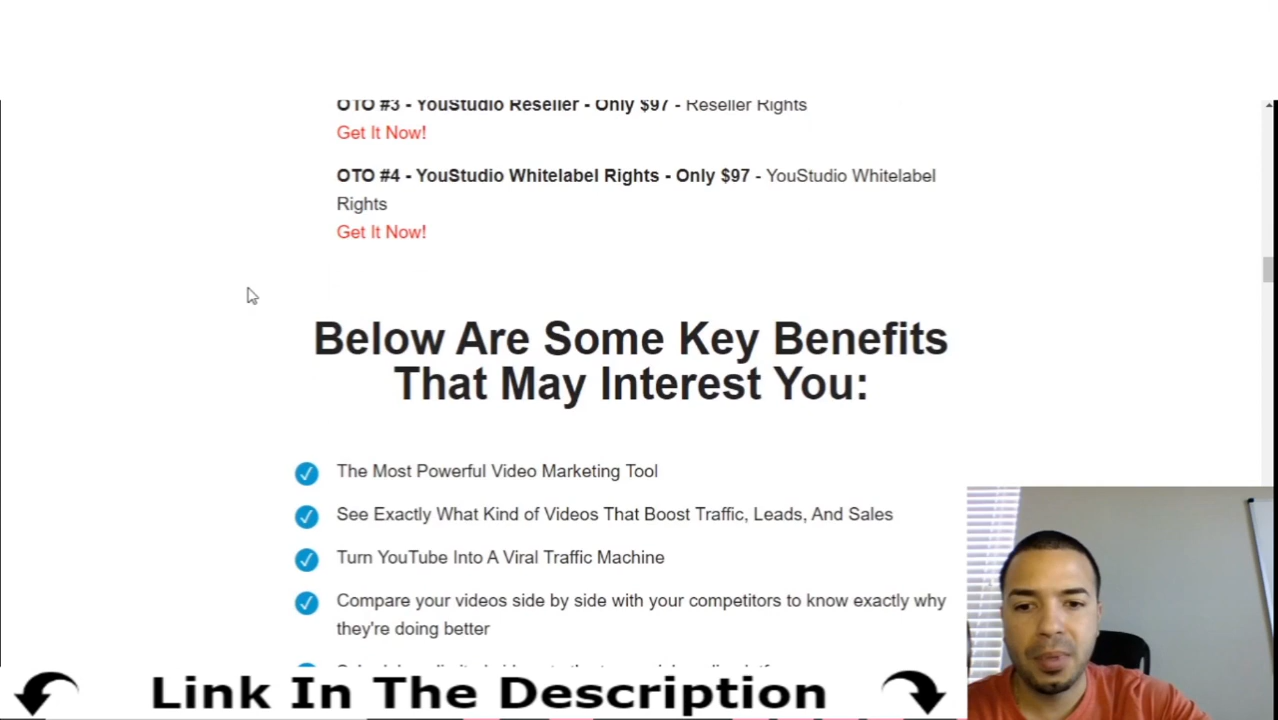 OTO #3 - YouStudio Reseller - Only $97 - Reseller Rights
Get It Now!
OTO #4 - YouStudio Whitelabel Rights - Only $97 - YouStudio Whitelabel
Rights
Get It Now!
Below Are Some Key Benefits
That May Interest You:
The Most Powerful Video Marketing Tool
See Exactly What Kind of Videos That Boost Traffic, Leads, And Sales
Turn YouTube Into A Viral Traffic Machine
Compare your videos side by side with your competitors to know exactly why
they're doing better
Link In The Description